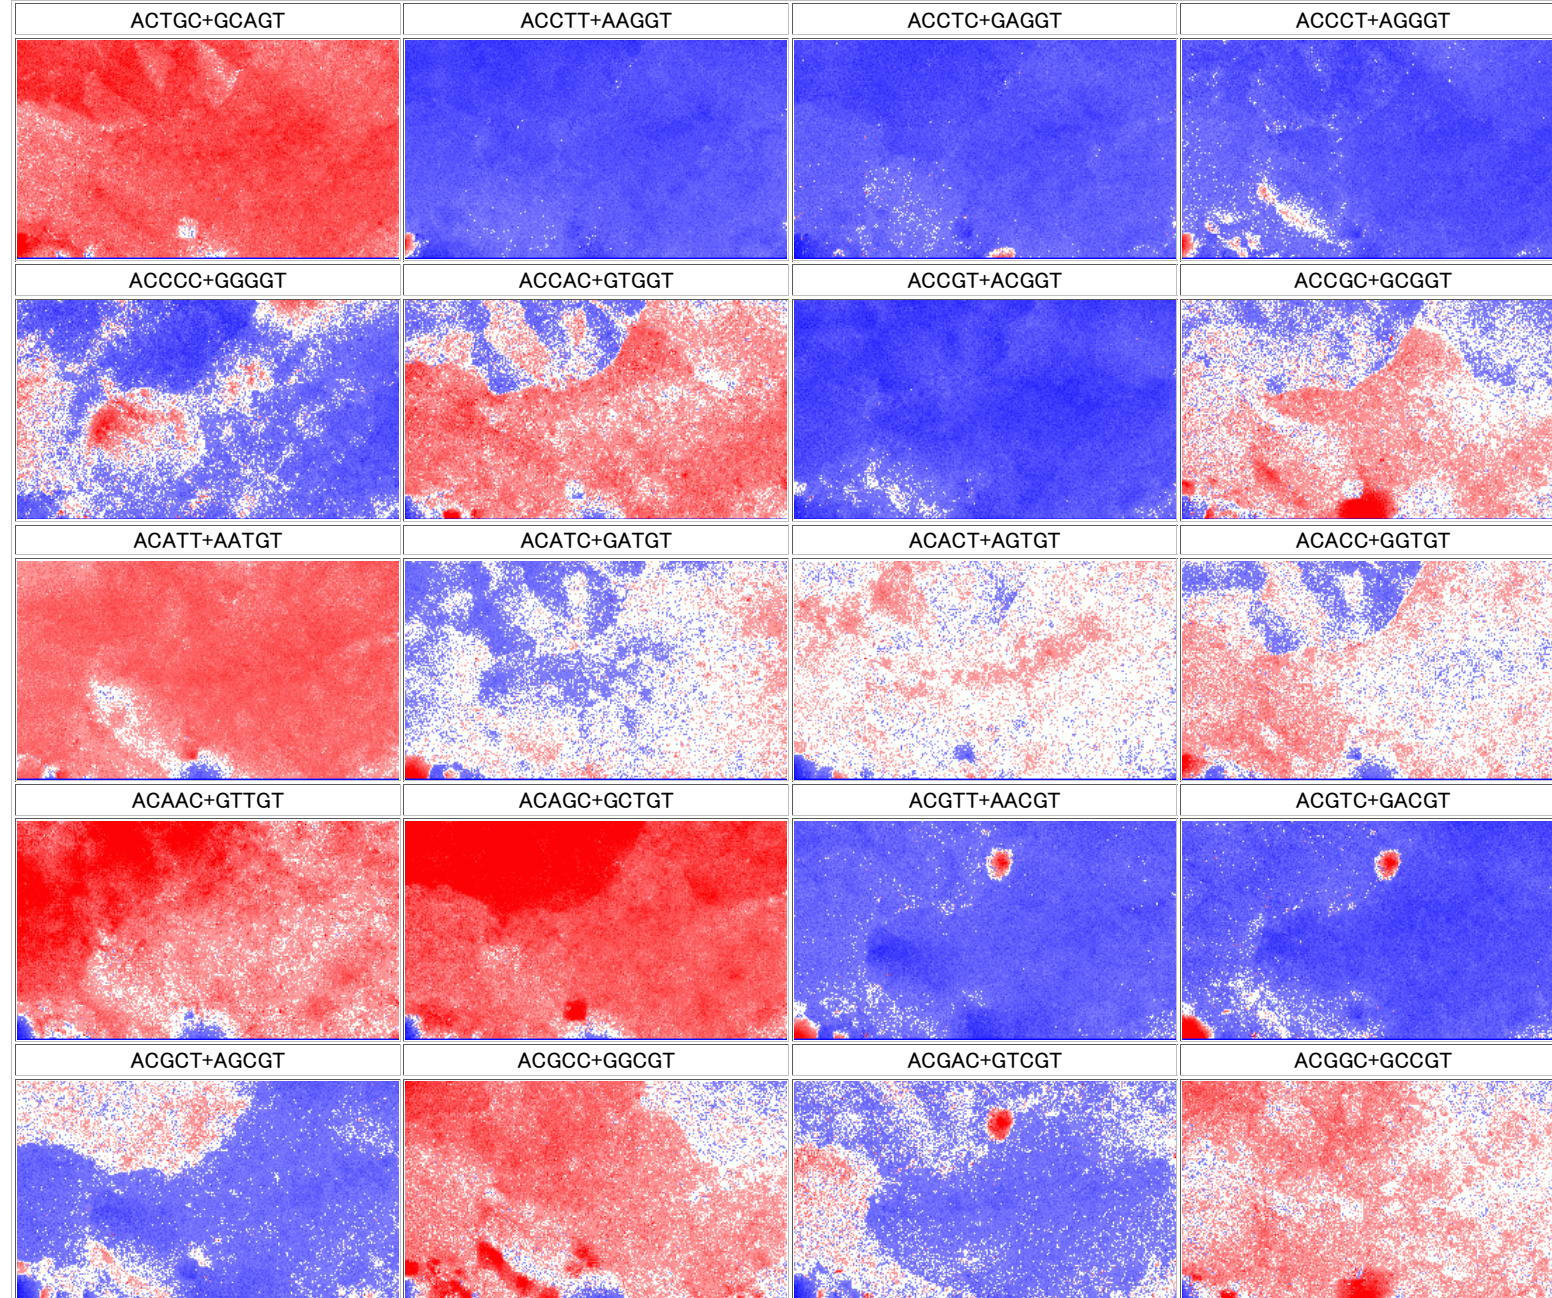 ACTGC+GCAGT ACCTT+AAGGT ACCTC+GAGGT ACCCT+AGGGT
ACCCC+GGGGT ACCAC+GTGGT ACCGT+ACGGT ACCGC+GCGGT
ACATT+AATGT ACATC+GATGT ACACT+AGTGT ACACC+GGTGT
ACAAC+GTTGT ACAGC+GCTGT ACGTT+AACGT ACGTC+GACGT
ACGCT+AGCGT ACGCC+GGCGT ACGAC+GTCGT ACGGC+GCCGT